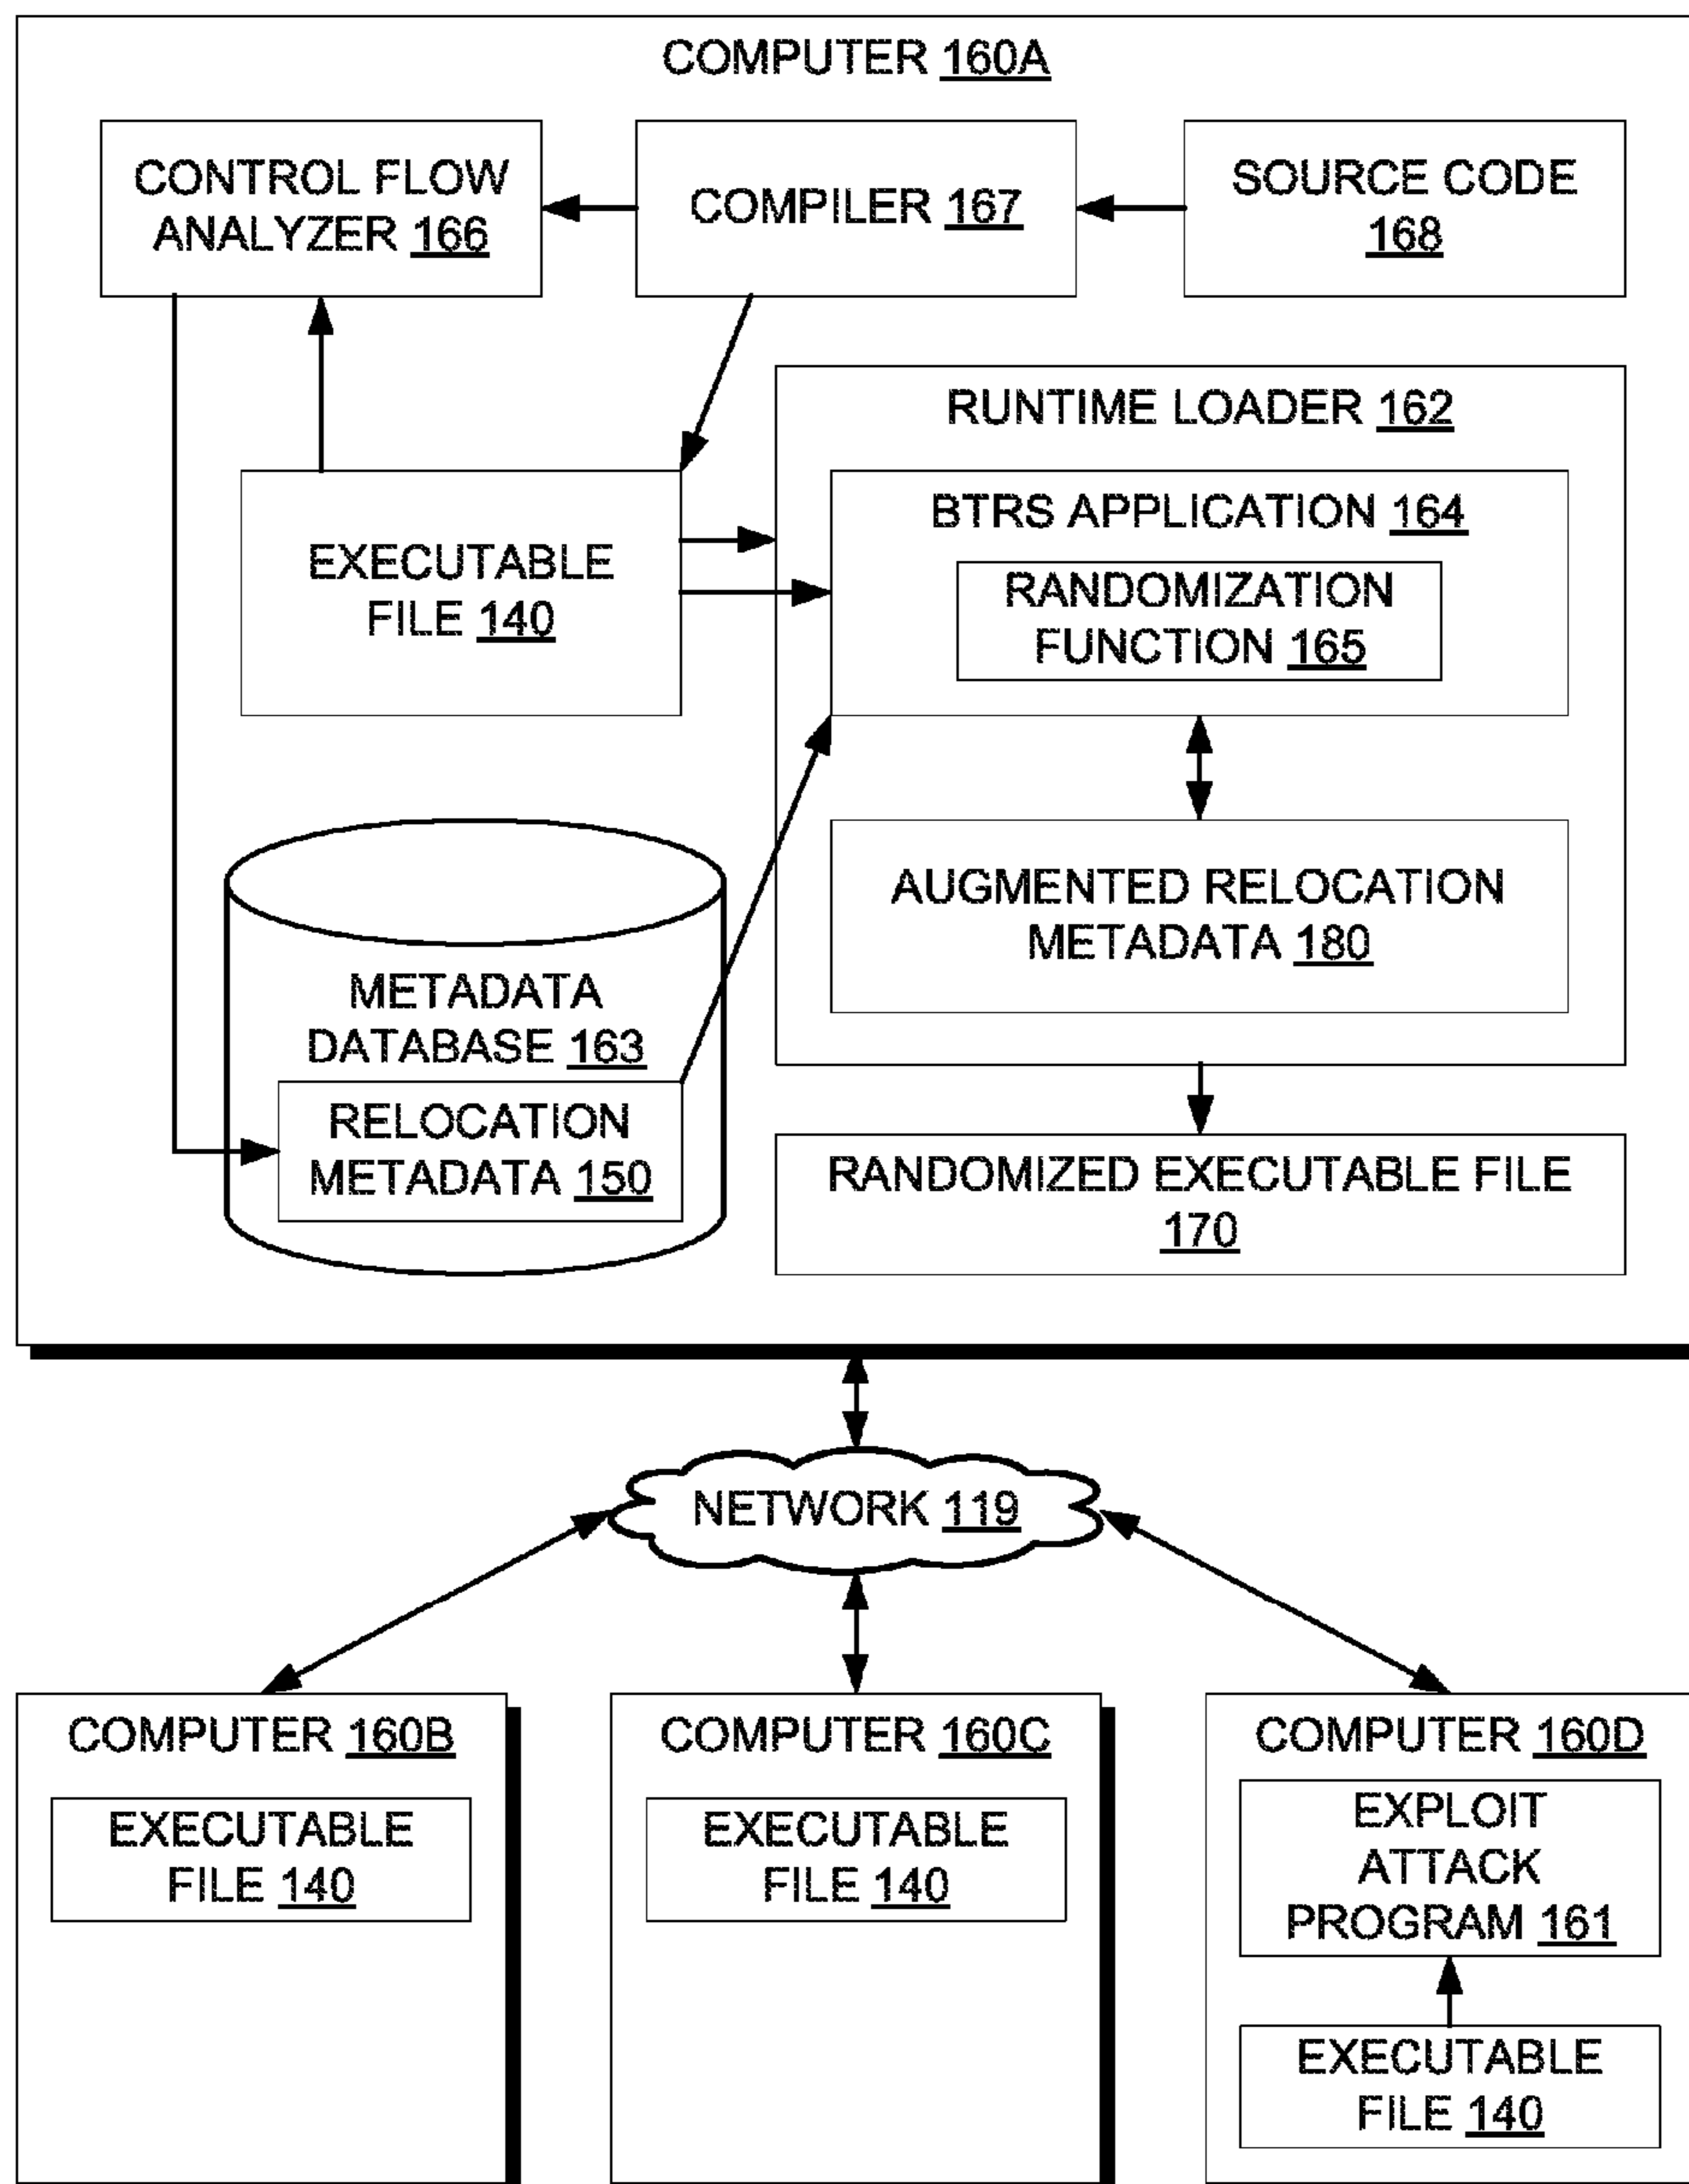 COMPUTER 160A
CONTROL FLOW
ANALYZER 166
COMPILER 167
SOURCE CODE
168
RUNTIME LOADER 162
BTRS APPLICATION 164
RANDOMIZATION
FUNCTION 165
EXECUTABLE
FILE 140
AUGMENTED RELOCATION
METADATA 180
METADATA
DATABASE 163
RELOCATION
METADATA 150
RANDOMIZED EXECUTABLE FILE
170
NETWORK 119
COMPUTER 160B
EXECUTABLE
FILE 140
COMPUTER 160C
EXECUTABLE
FILE 140
COMPUTER 160D
EXPLOIT
ATTACK
PROGRAM 161
EXECUTABLE
FILE 140